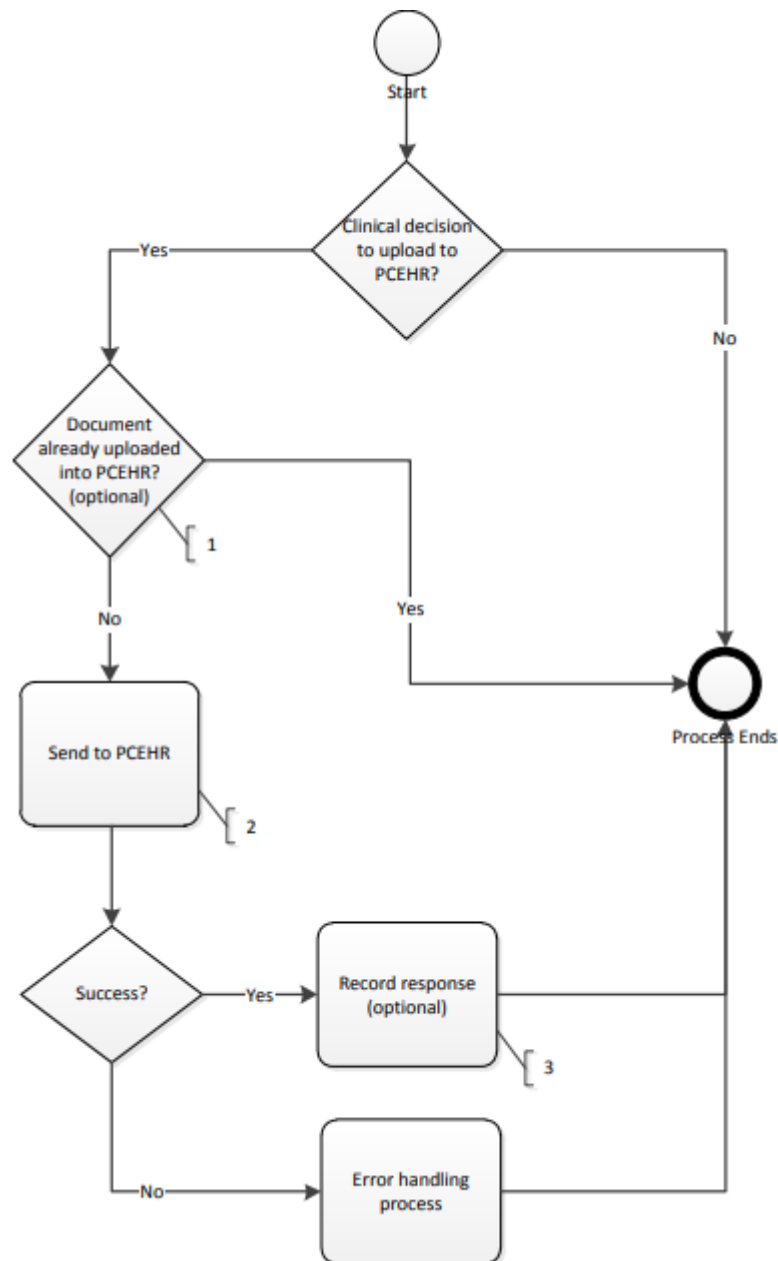 Start
Clinical decision
to upload to
PCEHR?
Yes
No
Document
already uploaded
into PCEHR?
(optional)
1
Yes
No
Send to PCEHR
Process Ends
2
Success?
Yes
Record response
(optional)
3
No
Error handling
process